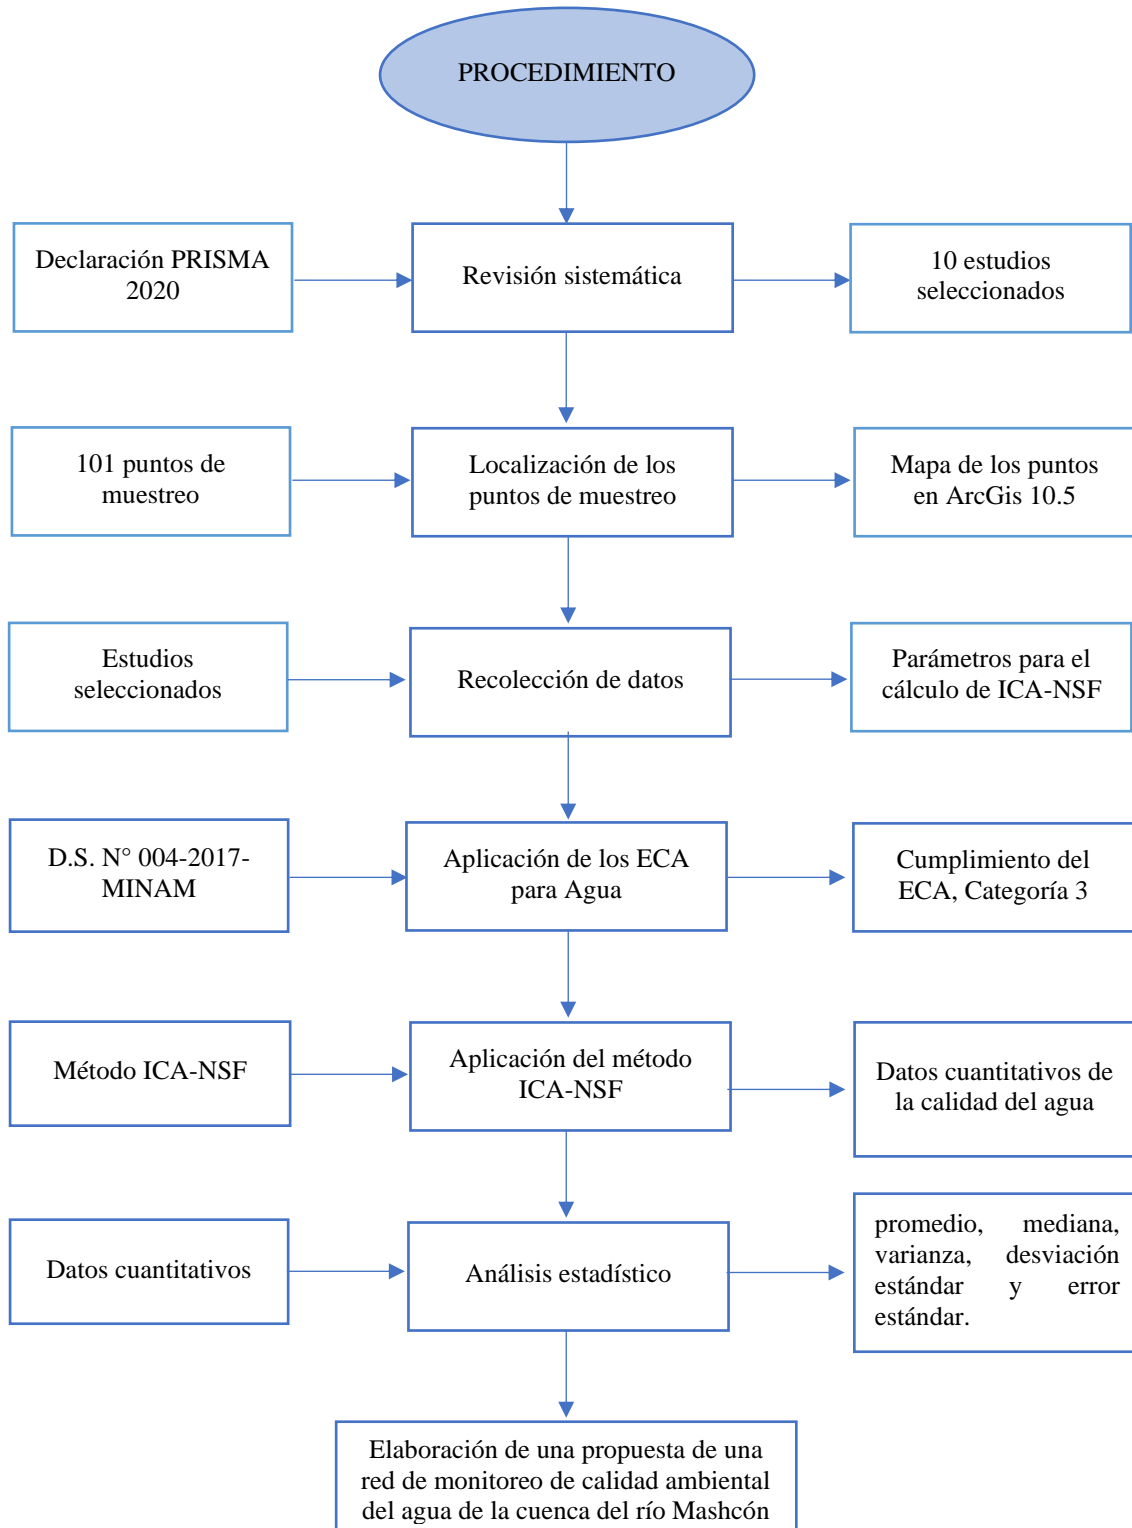 PROCEDIMIENTO
Declaración PRISMA
2020
Revisión sistemática
10 estudios
seleccionados
101 puntos de
muestreo
Localización de los
puntos de muestreo
Mapa de los puntos
en ArcGis 10.5
Estudios
seleccionados
Recolección de datos
Parámetros para el
cálculo de ICA-NSF
D.S. N° 004-2017-
MINAM
Aplicación de los ECA
para Agua
Cumplimiento del
ECA, Categoría 3
Método ICA-NSF
Aplicación del método
ICA-NSF
Datos cuantitativos de
la calidad del agua
Datos cuantitativos
Análisis estadístico
promedio, mediana,
varianza, desviación
estándar y error
estándar.
Elaboración de una propuesta de una
red de monitoreo de calidad ambiental
del agua de la cuenca del río Mashcón